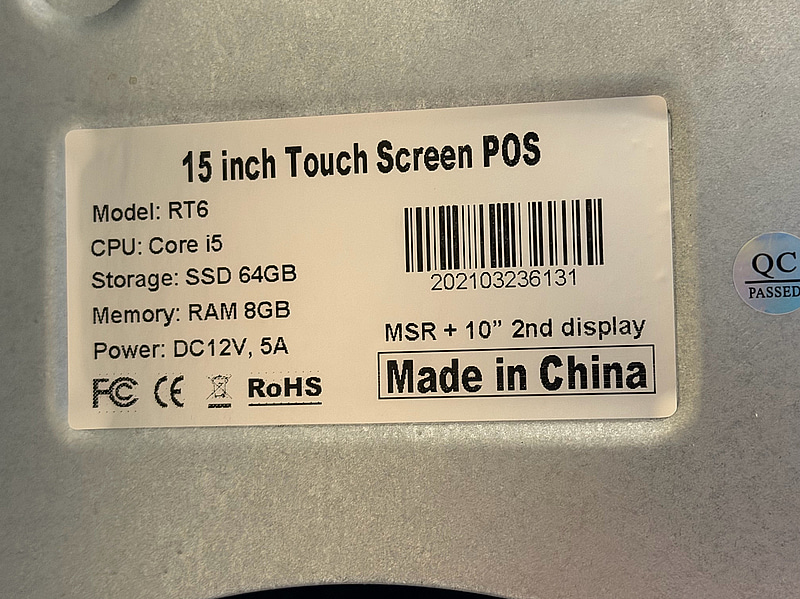 15 inch Touch Screen POS
Model: RT6
CPU: Core i5
Storage: SSD 64GB
Memory: RAM 8GB
Power: DC12V, 5A
FC CE RoHS
202103236131
MSR + 10” 2nd display
Made in China
QC
PASSED